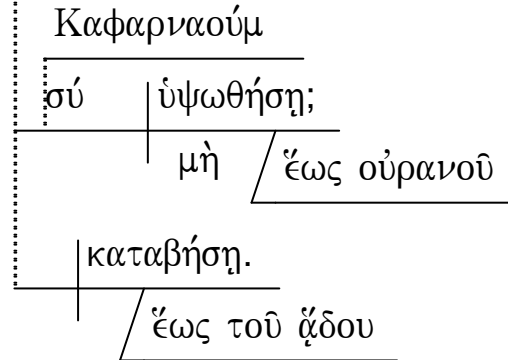 Καφαρναούμ
σύ ὑψωθήσῃ;
μὴ ἕως οὐρανοῦ
καταβήσῃ.
ἕως τοῦ ᾅδου